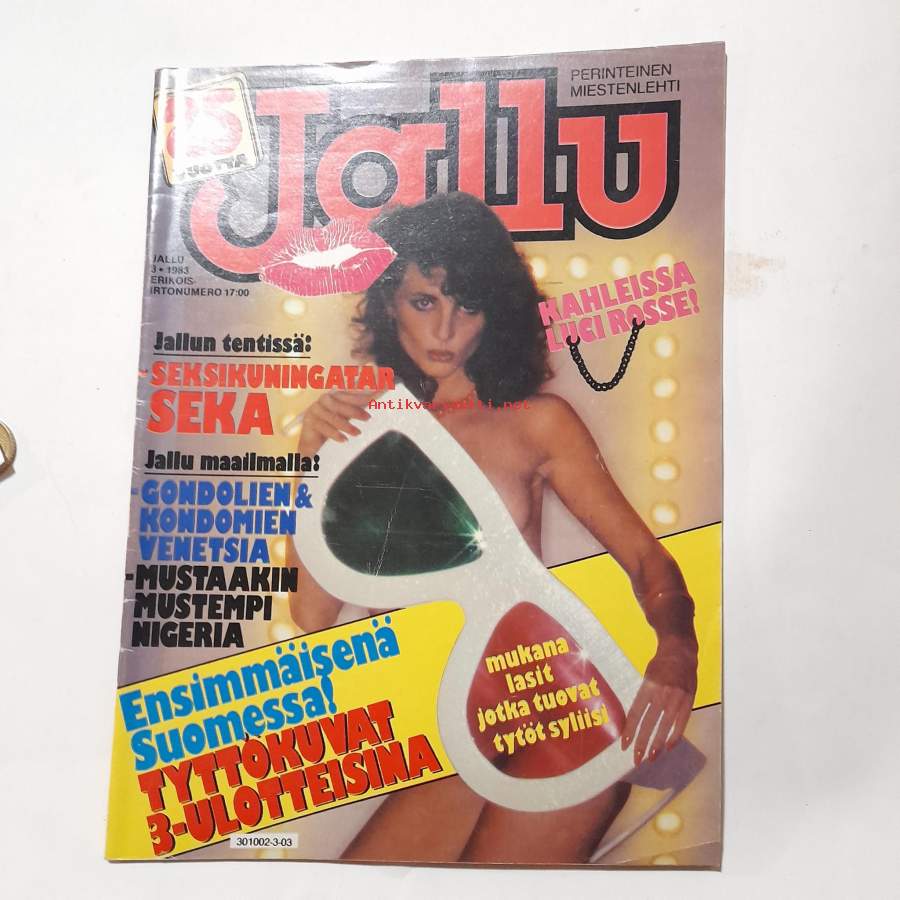 PERINTEINEN
MIESTENLEHTI
Jallu
25
VUOTTA
JALLU
3 • 1983
ERIKOIS-
IRTONUMERO 17:00
KAHLEISSA
LUCI ROSSE!
Jallun tentissä:
-SEKSIKUNINGATAR
SEKA
Antikvariaatti.net
Jallu maailmalla:
-GONDOLIEN &
KONDOMIEN
VENETSIA
-MUSTAAKIN
MUSTEMPI
NIGERIA
Ensimmäisenä
Suomessa!
TYTTÖKUVAT
3-ULOTTEISINA
mukana
lasit
jotka tuovat
tytöt syliisi
301002-3-03